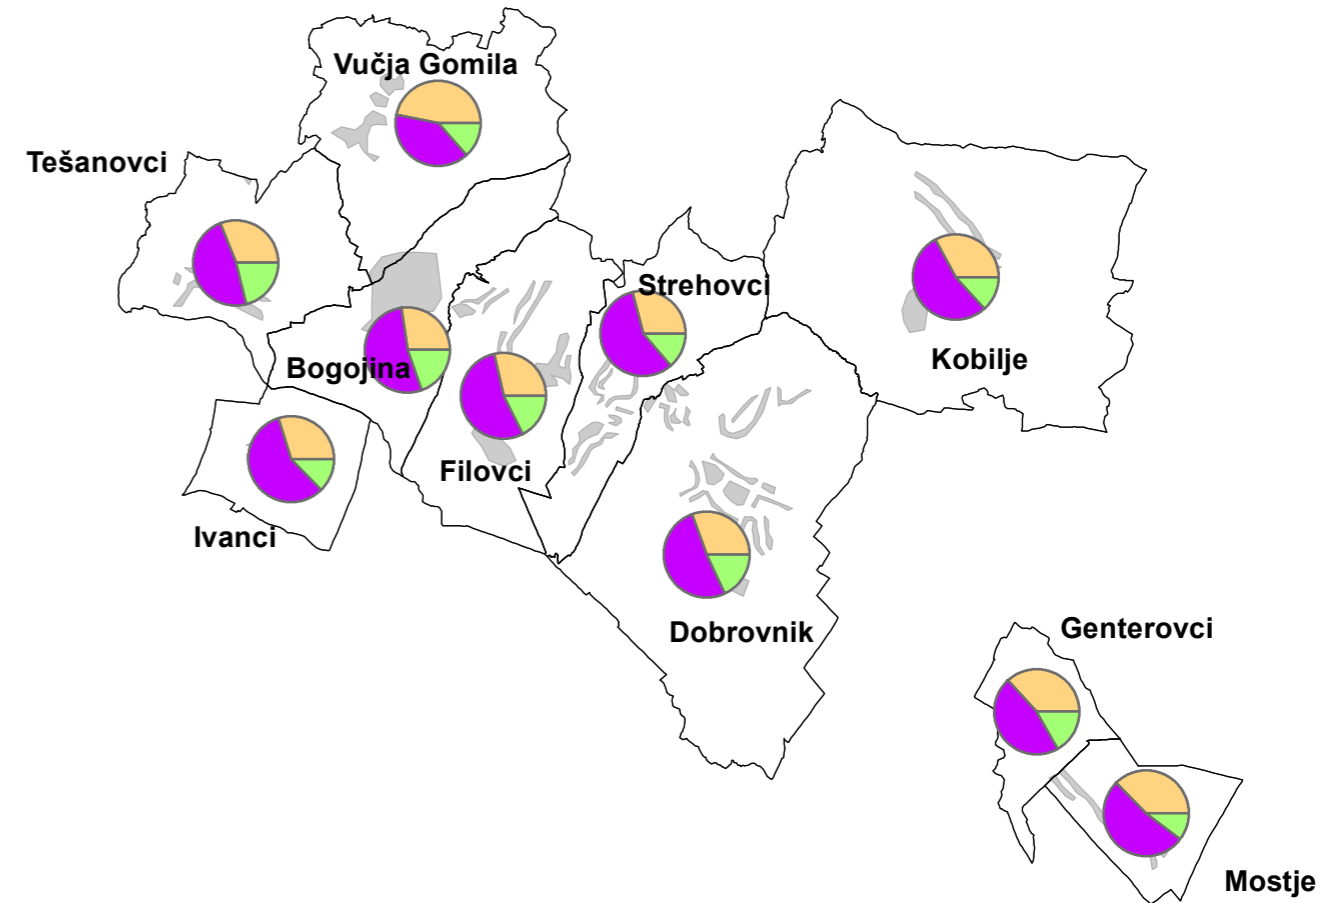 Vučja Gomila
Tešanovci
Strehovci
Kobilje
Bogojina
Filovci
Ivanci
Dobrovnik
Genterovci
Mostje